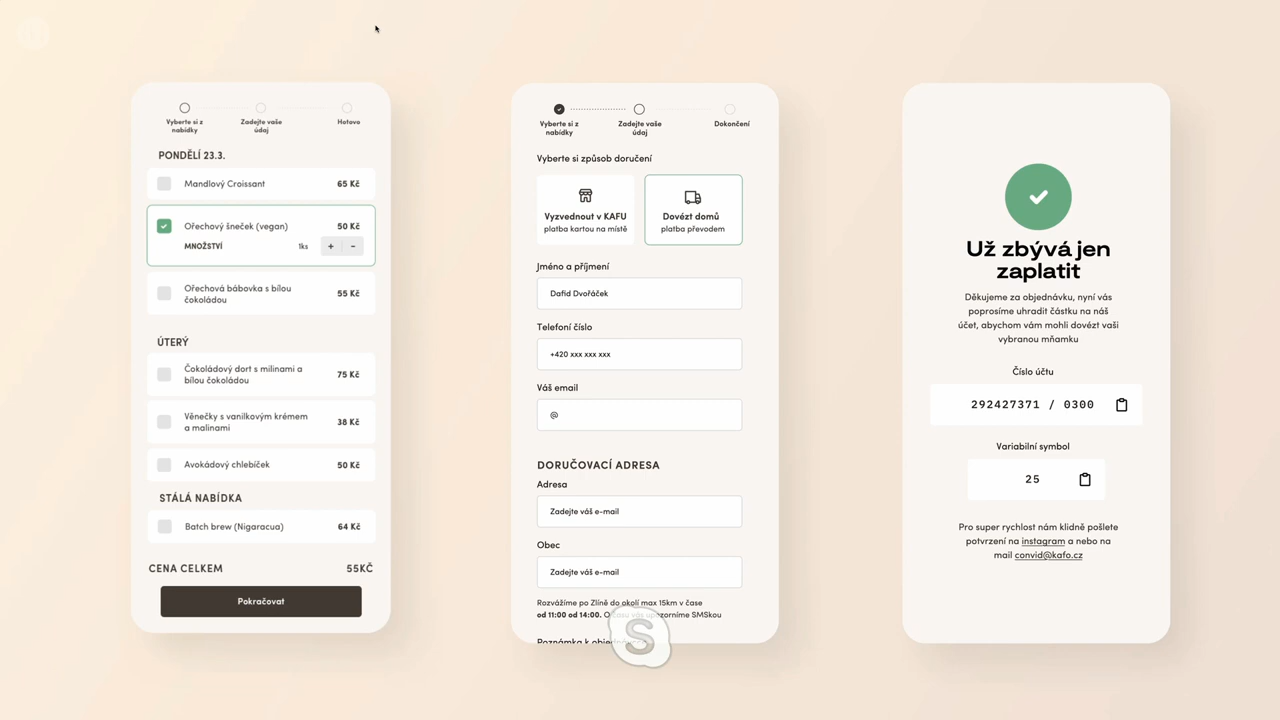 Vyberte si z
nabídky
Zadejte vaše
údaj
Hotovo
PONDĚLÍ 23.3.
Mandlový Croissant
65 Kč
Ořechový šneček (vegan)
50 Kč
MNOŽSTVÍ
1ks
+
-
Ořechová bábovka s bílou
čokoládou
55 Kč
ÚTERÝ
Čokoládový dort s milinami a
bílou čokoládou
75 Kč
Věnečky s vanilkovým krémem
a malinami
38 Kč
Avokádový chlebíček
50 Kč
STÁLÁ NABÍDKA
Batch brew (Nigaracua)
64 Kč
CENA CELKEM
55KČ
Pokračovat
Vyberte si z
nabídky
Zadejte vaše
údaj
Dokončení
Vyberte si způsob doručení
Vyzvednout v KAFU
platba kartou na místě
Dovézt domů
platba převodem
Jméno a příjmení
Dafid Dvořáček
Telefoní číslo
+420 xxx xxx xxx
Váš email
@
DORUČOVACÍ ADRESA
Adresa
Zadejte váš e-mail
Obec
Zadejte váš e-mail
Rozvážíme po Zlíně do okolí max 15km v čase
od 11:00 od 14:00. O času vás upozorníme SMSkou
Poznámka k
S
Už zbývá jen
zaplatit
Děkujeme za objednávku, nyní vás
poprosíme uhradit částku na náš
účet, abychom vám mohli dovézt vaši
vybranou mňamku
Číslo účtu
292427371 / 0300
Variabilní symbol
25
Pro super rychlost nám klidně pošlete
potvrzení na instagram a nebo na
mail convid@kafo.cz